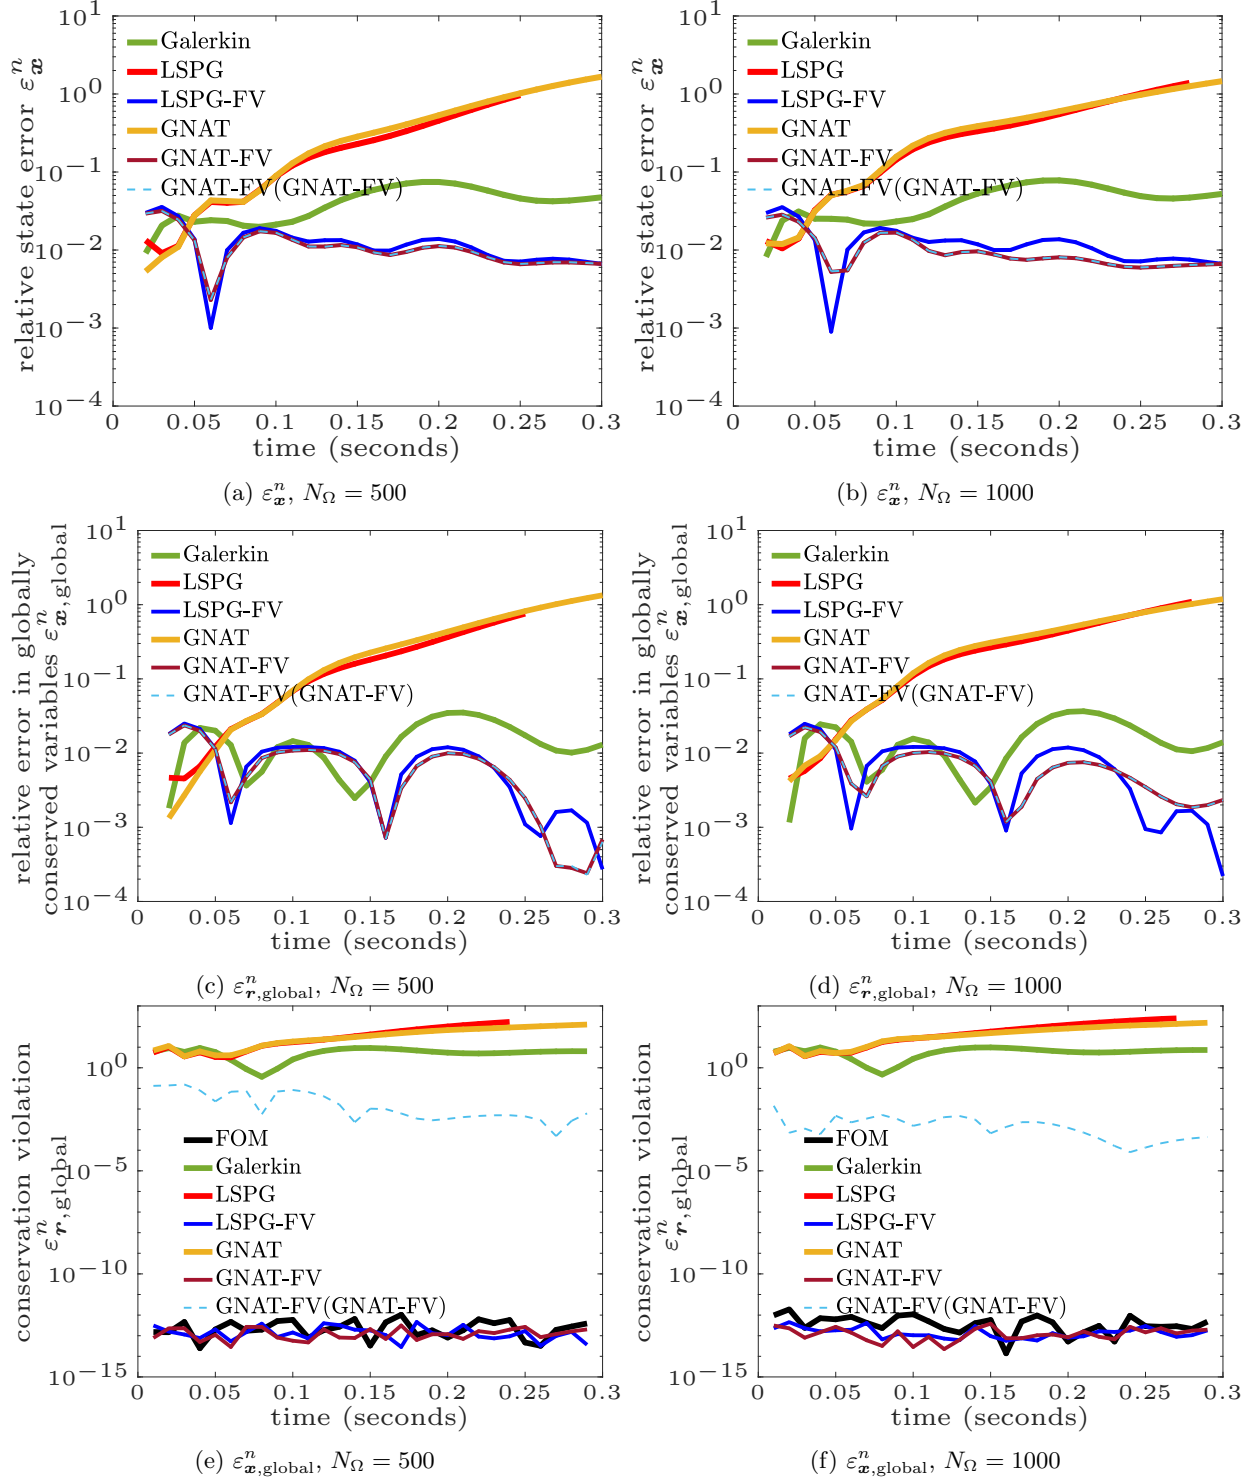 10^1
10^0
10^-1
10^-2
10^-3
10^-4
relative state error ε_x^n
Galerkin
LSPG
LSPG-FV
GNAT
GNAT-FV
GNAT-FV(GNAT-FV)
0 0.05 0.1 0.15 0.2 0.25 0.3
time (seconds)
(a) ε_x^n, N_Ω = 500
10^1
10^0
10^-1
10^-2
10^-3
10^-4
relative state error ε_x^n
Galerkin
LSPG
LSPG-FV
GNAT
GNAT-FV
GNAT-FV(GNAT-FV)
0 0.05 0.1 0.15 0.2 0.25 0.3
time (seconds)
(b) ε_x^n, N_Ω = 1000
10^1
10^0
10^-1
10^-2
10^-3
10^-4
relative error in globally
conserved variables ε_x,global^n
Galerkin
LSPG
LSPG-FV
GNAT
GNAT-FV
GNAT-FV(GNAT-FV)
0 0.05 0.1 0.15 0.2 0.25 0.3
time (seconds)
(c) ε_r,global^n, N_Ω = 500
10^1
10^0
10^-1
10^-2
10^-3
10^-4
relative error in globally
conserved variables ε_x,global^n
Galerkin
LSPG
LSPG-FV
GNAT
GNAT-FV
GNAT-FV(GNAT-FV)
0 0.05 0.1 0.15 0.2 0.25 0.3
time (seconds)
(d) ε_r,global^n, N_Ω = 1000
10^0
10^-5
10^-10
10^-15
conservation violation
ε_r,global^n
FOM
Galerkin
LSPG
LSPG-FV
GNAT
GNAT-FV
GNAT-FV(GNAT-FV)
0 0.05 0.1 0.15 0.2 0.25 0.3
time (seconds)
(e) ε_x,global^n, N_Ω = 500
10^0
10^-5
10^-10
10^-15
conservation violation
ε_r,global^n
FOM
Galerkin
LSPG
LSPG-FV
GNAT
GNAT-FV
GNAT-FV(GNAT-FV)
0 0.05 0.1 0.15 0.2 0.25 0.3
time (seconds)
(f) ε_x,global^n, N_Ω = 1000